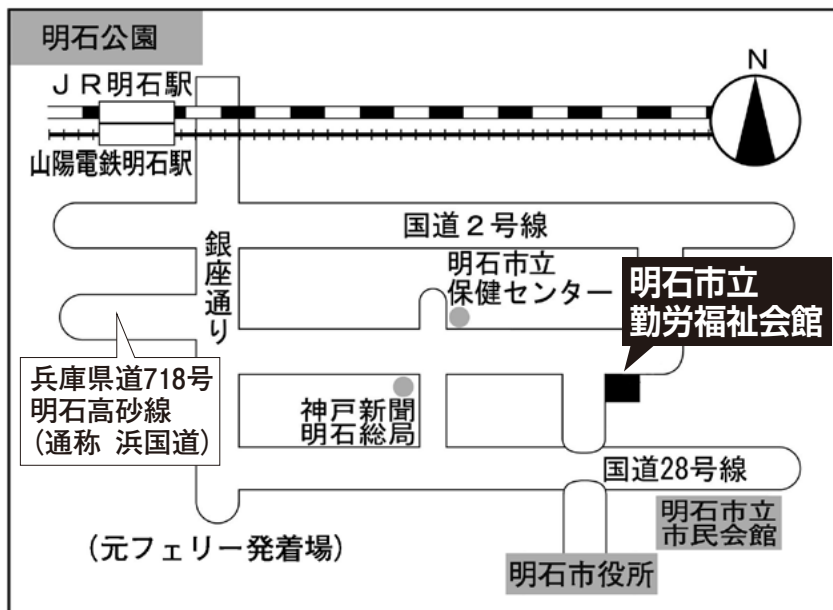 明石公園
ＪＲ明石駅
N
山陽電鉄明石駅
国道２号線
銀座通り
明石市立
保健センター
明石市立
勤労福祉会館
兵庫県道718号
明石高砂線
(通称 浜国道)
神戸新聞
明石総局
国道28号線
明石市立
市民会館
(元フェリー発着場)
明石市役所